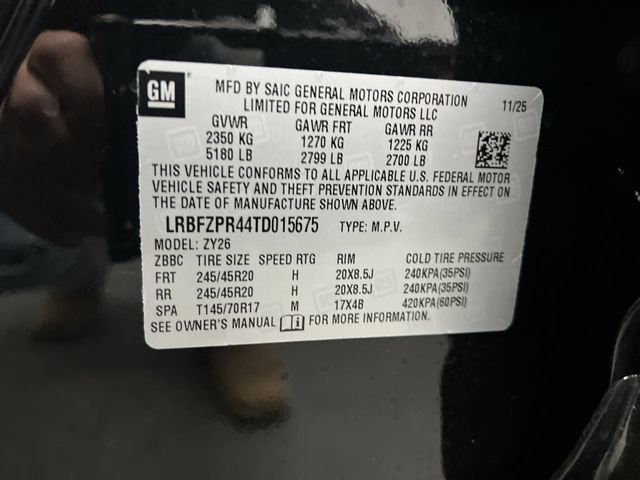 GM
MFD BY SAIC GENERAL MOTORS CORPORATION
LIMITED FOR GENERAL MOTORS LLC
11/25
GVWR GAWR FRT GAWR RR
2350 KG 1270 KG 1225 KG
5180 LB 2799 LB 2700 LB
THIS VEHICLE CONFORMS TO ALL APPLICABLE U.S. FEDERAL MOTOR
VEHICLE SAFETY AND THEFT PREVENTION STANDARDS IN EFFECT ON
THE DATE OF MANUFACTURE SHOWN ABOVE.
LRBFZPR44TD015675 TYPE: M.P.V.
MODEL: ZY26
ZBBC TIRE SIZE SPEED RTG RIM COLD TIRE PRESSURE
FRT 245/45R20 H 20X8.5J 240KPA(35PSI)
RR 245/45R20 H 20X8.5J 240KPA(35PSI)
SPA T145/70R17 M 17X4B 420KPA(60PSI)
SEE OWNER'S MANUAL FOR MORE INFORMATION.